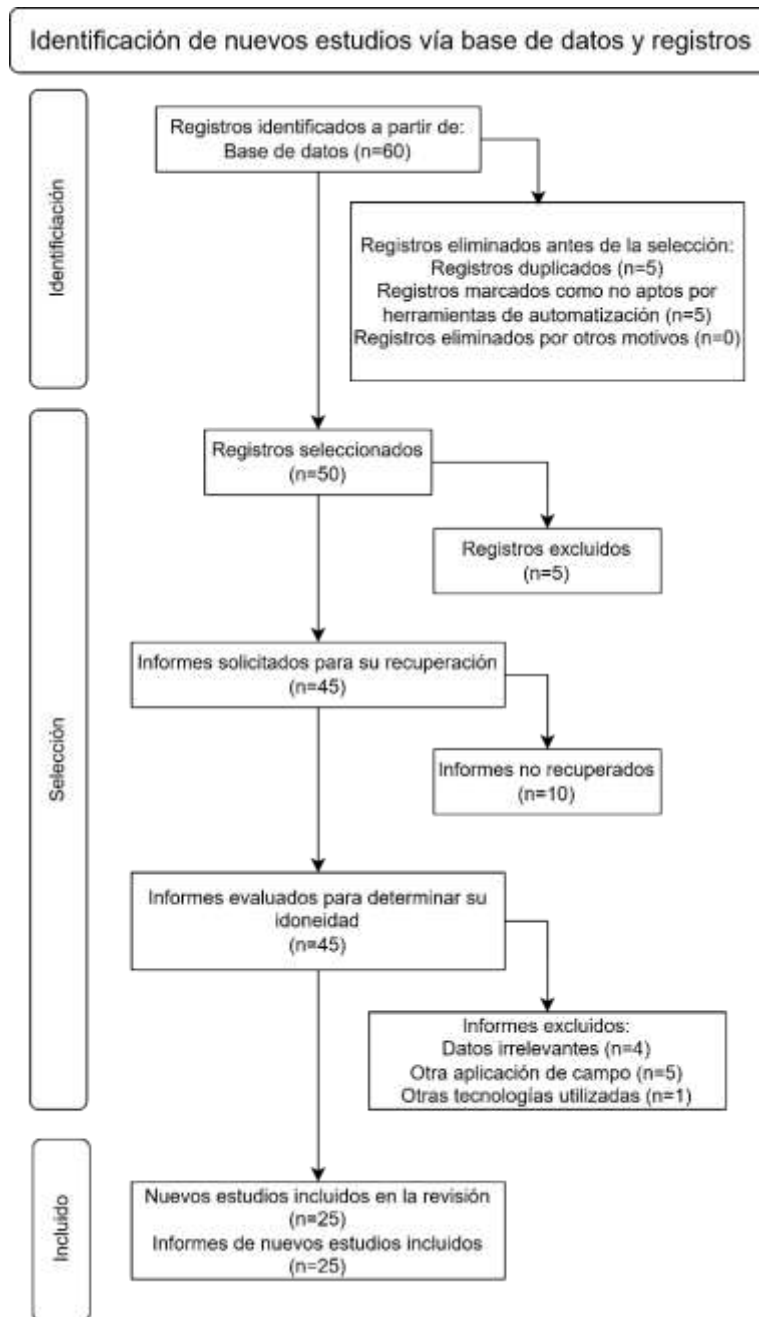 Identificación de nuevos estudios vía base de datos y registros
Identificiación
Registros identificados a partir de:
Base de datos (n=60)
Registros eliminados antes de la selección:
Registros duplicados (n=5)
Registros marcados como no aptos por
herramientas de automatización (n=5)
Registros eliminados por otros motivos (n=0)
Selección
Registros seleccionados
(n=50)
Registros excluidos
(n=5)
Informes solicitados para su recuperación
(n=45)
Informes no recuperados
(n=10)
Informes evaluados para determinar su
idoneidad
(n=45)
Informes excluidos:
Datos irrelevantes (n=4)
Otra aplicación de campo (n=5)
Otras tecnologías utilizadas (n=1)
Incluido
Nuevos estudios incluidos en la revisión
(n=25)
Informes de nuevos estudios incluidos
(n=25)